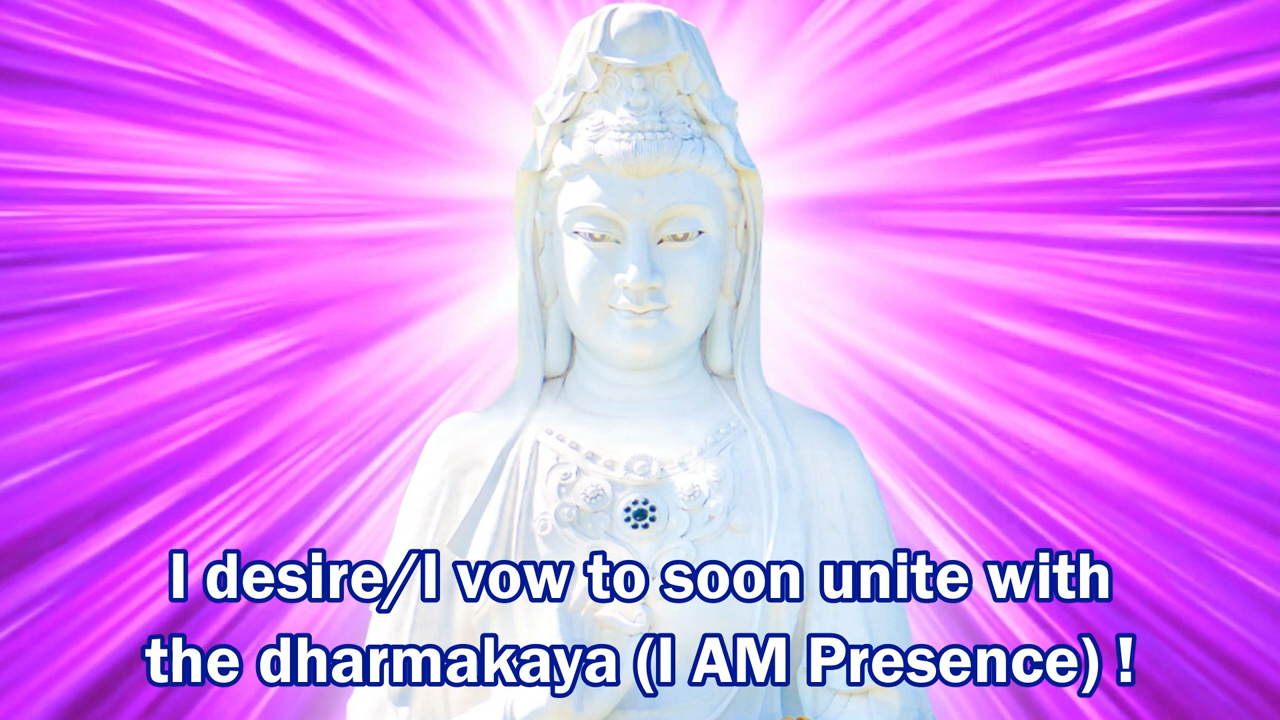 I desire/I vow to soon unite with
the dharmakaya (I AM Presence) !